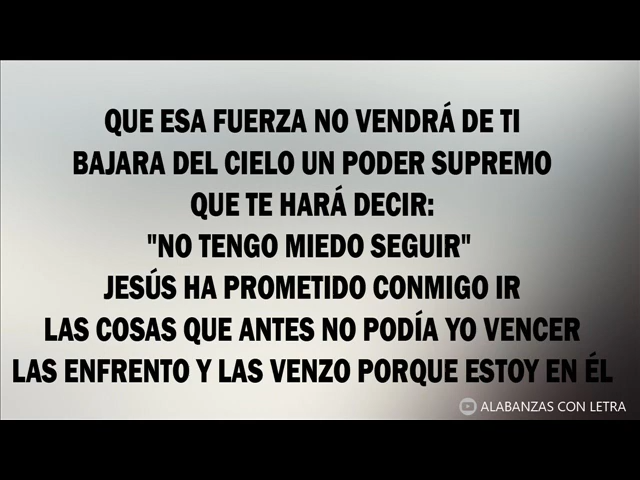 QUE ESA FUERZA NO VENDRÁ DE TI
BAJARA DEL CIELO UN PODER SUPREMO
QUE TE HARÁ DECIR:
"NO TENGO MIEDO SEGUIR"
JESÚS HA PROMETIDO CONMIGO IR
LAS COSAS QUE ANTES NO PODÍA YO VENCER
LAS ENFRENTO Y LAS VENZO PORQUE ESTOY EN ÉL
ALABANZAS CON LETRA